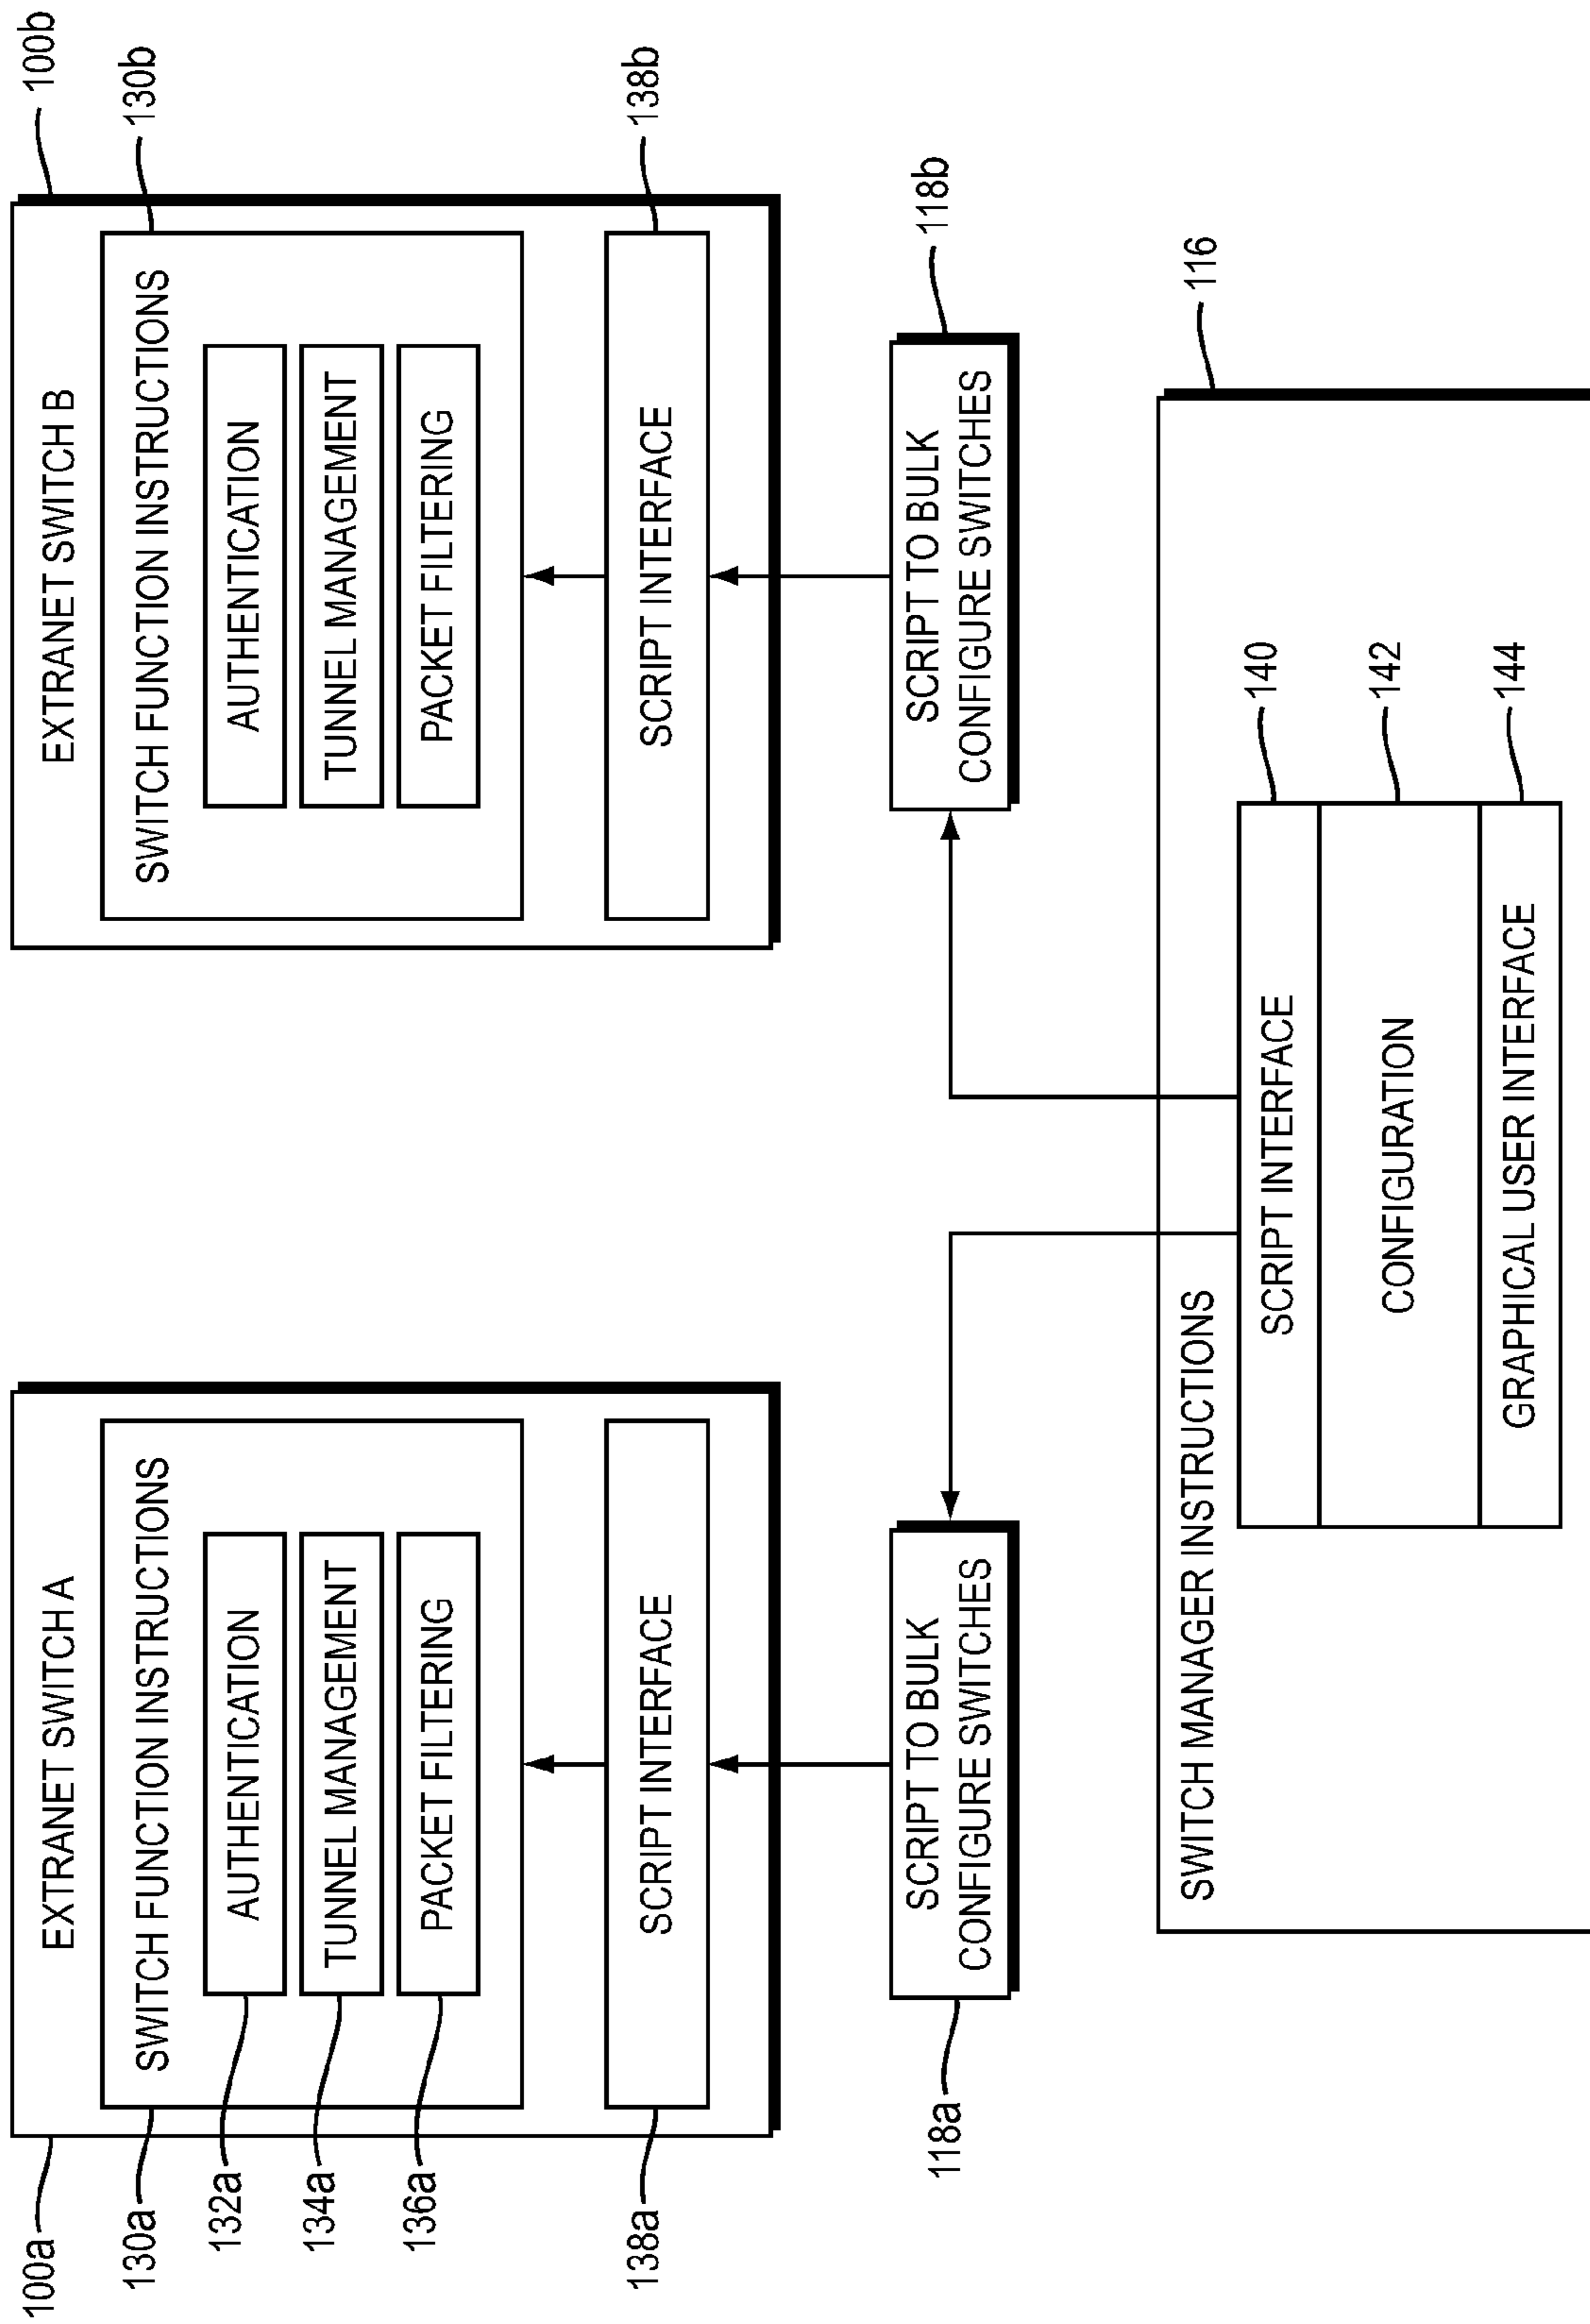 100a
EXTRANET SWITCH A
130a
SWITCH FUNCTION INSTRUCTIONS
132a
AUTHENTICATION
134a
TUNNEL MANAGEMENT
136a
PACKET FILTERING
138a
SCRIPT INTERFACE
100b
EXTRANET SWITCH B
130b
SWITCH FUNCTION INSTRUCTIONS
AUTHENTICATION
TUNNEL MANAGEMENT
PACKET FILTERING
138b
SCRIPT INTERFACE
118a
SCRIPT TO BULK
CONFIGURE SWITCHES
118b
SCRIPT TO BULK
CONFIGURE SWITCHES
116
SWITCH MANAGER INSTRUCTIONS
SCRIPT INTERFACE
140
CONFIGURATION
142
GRAPHICAL USER INTERFACE
144